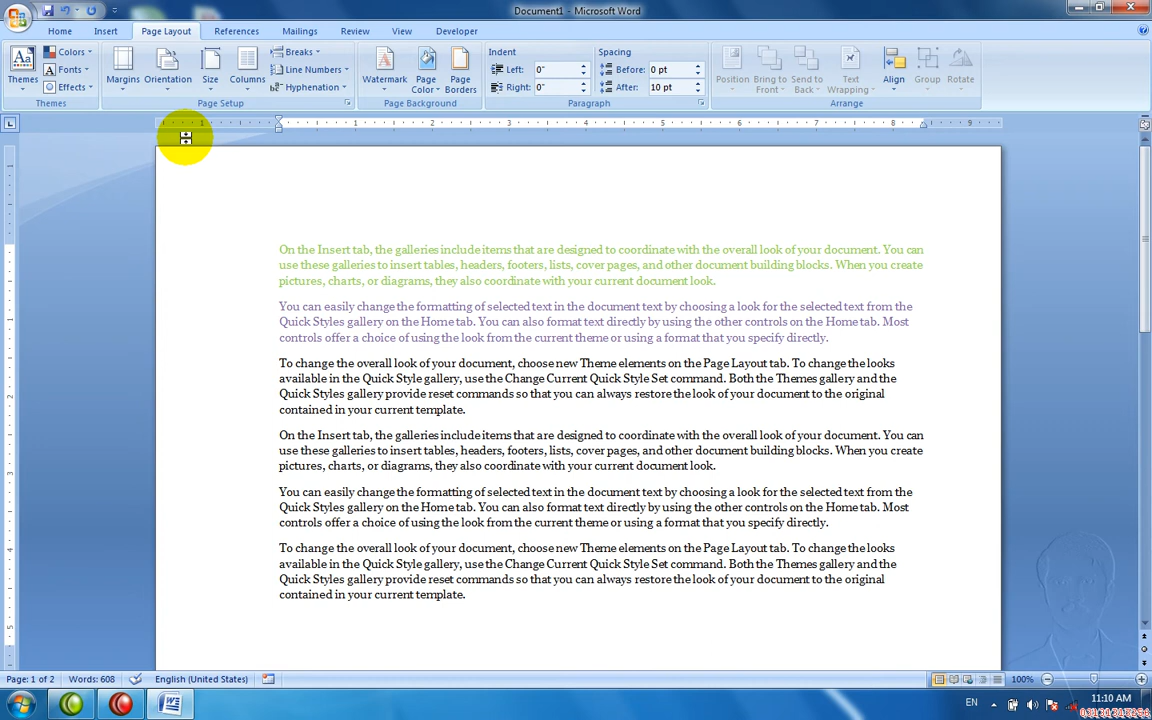 Document1 - Microsoft Word
Home Insert Page Layout References Mailings Review View Developer
Themes Colors Fonts Effects Themes
Margins Orientation Size Columns Breaks Line Numbers Hyphenation Page Setup
Watermark Page Color Page Borders Page Background
Indent Left: 0" Right: 0" Spacing Before: 0 pt After: 10 pt Paragraph
Position Bring to Front Send to Back Text Wrapping Align Group Rotate Arrange
1 1 2 3 4 5 6 7 8 9
On the Insert tab, the galleries include items that are designed to coordinate with the overall look of your document. You can
use these galleries to insert tables, headers, footers, lists, cover pages, and other document building blocks. When you create
pictures, charts, or diagrams, they also coordinate with your current document look.
You can easily change the formatting of selected text in the document text by choosing a look for the selected text from the
Quick Styles gallery on the Home tab. You can also format text directly by using the other controls on the Home tab. Most
controls offer a choice of using the look from the current theme or using a format that you specify directly.
To change the overall look of your document, choose new Theme elements on the Page Layout tab. To change the looks
available in the Quick Style gallery, use the Change Current Quick Style Set command. Both the Themes gallery and the
Quick Styles gallery provide reset commands so that you can always restore the look of your document to the original
contained in your current template.
On the Insert tab, the galleries include items that are designed to coordinate with the overall look of your document. You can
use these galleries to insert tables, headers, footers, lists, cover pages, and other document building blocks. When you create
pictures, charts, or diagrams, they also coordinate with your current document look.
You can easily change the formatting of selected text in the document text by choosing a look for the selected text from the
Quick Styles gallery on the Home tab. You can also format text directly by using the other controls on the Home tab. Most
controls offer a choice of using the look from the current theme or using a format that you specify directly.
To change the overall look of your document, choose new Theme elements on the Page Layout tab. To change the looks
available in the Quick Style gallery, use the Change Current Quick Style Set command. Both the Themes gallery and the
Quick Styles gallery provide reset commands so that you can always restore the look of your document to the original
contained in your current template.
Page: 1 of 2 Words: 608 English (United States) 100%
EN 11:10 AM